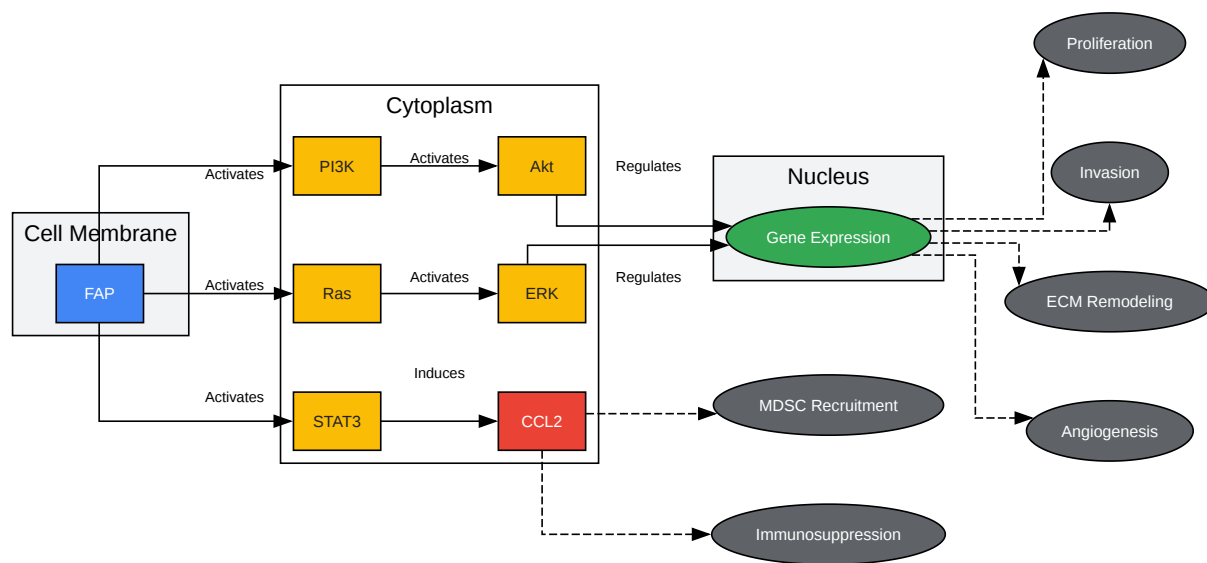 Proliferation
Cytoplasm
PI3K
Activates
Akt
Regulates
Activates
Nucleus
Invasion
Cell Membrane
Gene Expression
FAP
Activates
Ras
Activates
ERK
Regulates
ECM Remodeling
Induces
Activates
STAT3
CCL2
MDSC Recruitment
Angiogenesis
Immunosuppression